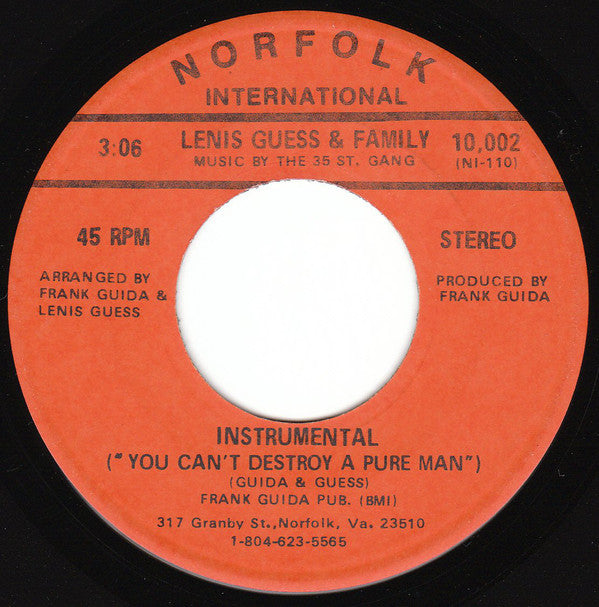 NORFOLK
INTERNATIONAL
3:06 LENIS GUESS & FAMILY 10,002
MUSIC BY THE 35 ST. GANG (NI-110)
45 RPM STEREO
ARRANGED BY
FRANK GUIDA &
LENIS GUESS
PRODUCED BY
FRANK GUIDA
INSTRUMENTAL
("YOU CAN'T DESTROY A PURE MAN")
(GUIDA & GUESS)
FRANK GUIDA PUB. (BMI)
317 Granby St.,Norfolk, Va. 23510
1-804-623-5565